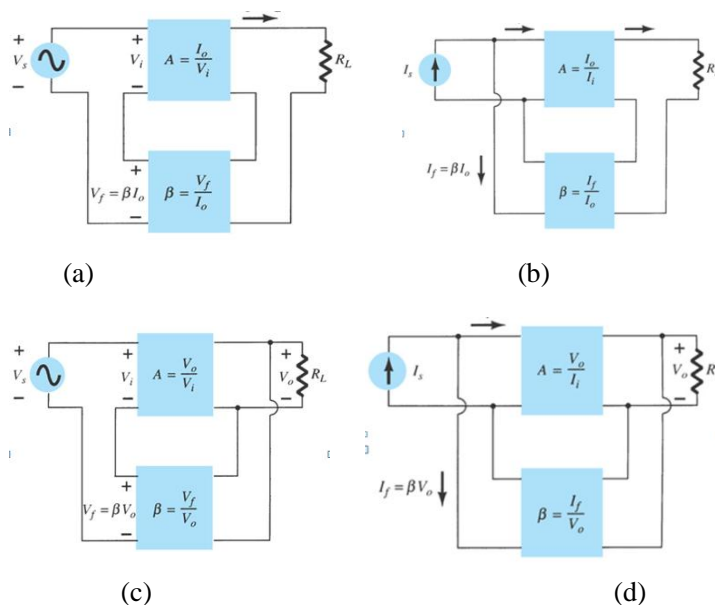 +
V_s
−
+
V_i
−
A = I_o / V_i
R_L
+
V_f = βI_o
−
β = V_f / I_o
(a)
I_s
A = I_o / I_i
R
I_f = βI_o
β = I_f / I_o
(b)
+
V_s
−
+
V_i
−
A = V_o / V_i
+
V_o
−
R_L
+
V_f = βV_o
−
β = V_f / V_o
(c)
I_s
A = V_o / I_i
+
V_o
−
R
I_f = βV_o
β = I_f / V_o
(d)